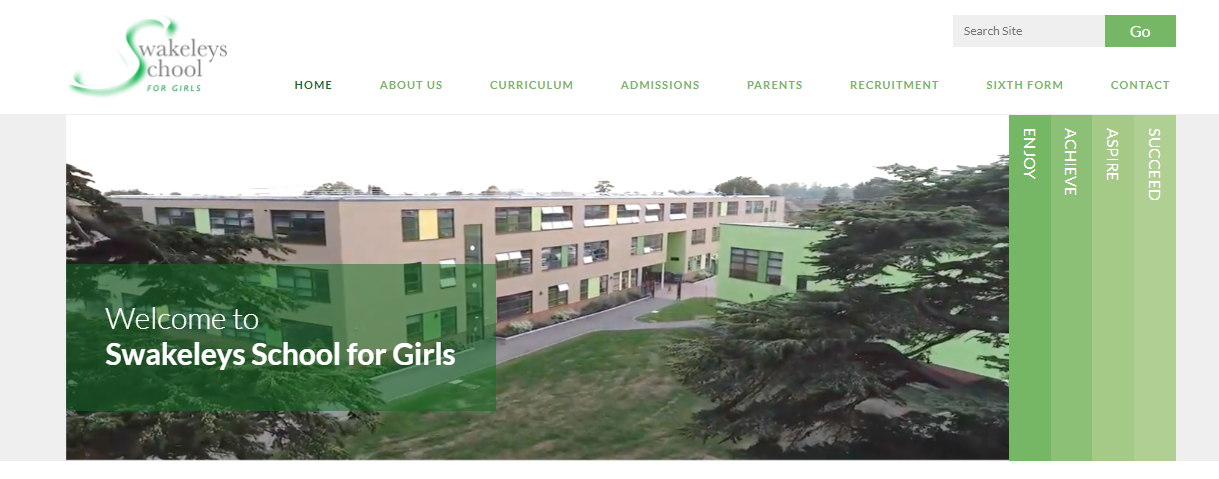 Swakeleys
School
FOR GIRLS
Search Site
Go
HOME
ABOUT US
CURRICULUM
ADMISSIONS
PARENTS
RECRUITMENT
SIXTH FORM
CONTACT
Welcome to
Swakeleys School for Girls
ENJOY
ACHIEVE
ASPIRE
SUCCEED